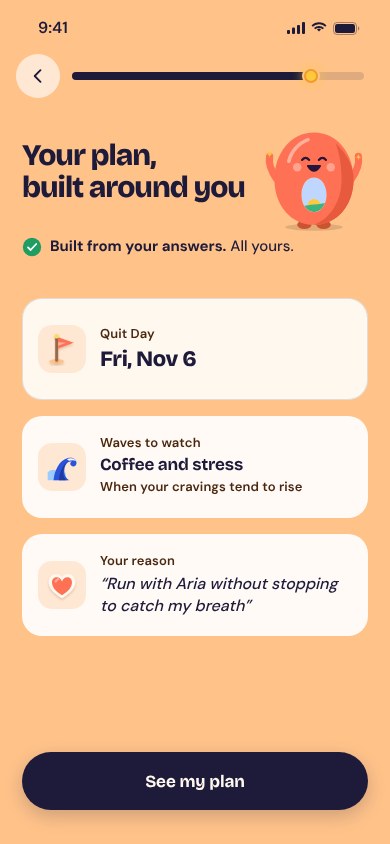 9:41
Your plan,
built around you
Built from your answers. All yours.
Quit Day
Fri, Nov 6
Waves to watch
Coffee and stress
When your cravings tend to rise
Your reason
“Run with Aria without stopping
to catch my breath”
See my plan